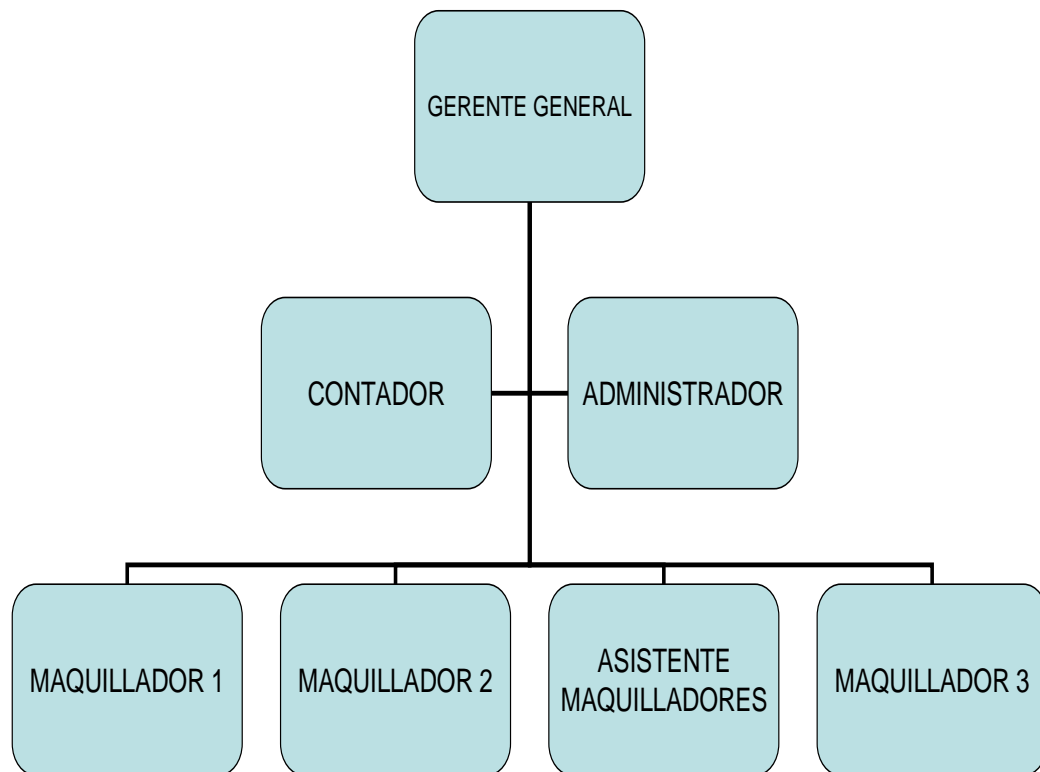 GERENTE GENERAL
CONTADOR
ADMINISTRADOR
MAQUILLADOR 1
MAQUILLADOR 2
ASISTENTE
MAQUILLADORES
MAQUILLADOR 3